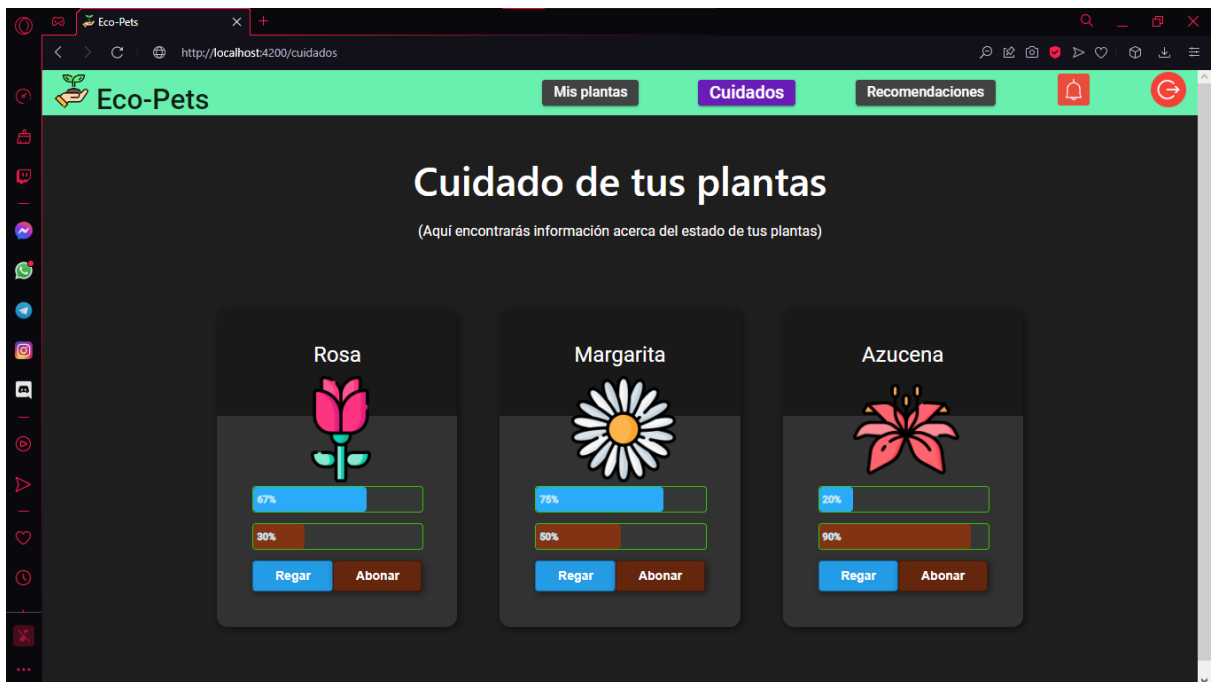 Eco-Pets
http://localhost:4200/cuidados
Eco-Pets
Mis plantas
Cuidados
Recomendaciones
Cuidado de tus plantas
(Aquí encontrarás información acerca del estado de tus plantas)
Rosa
Margarita
Azucena
67%
75%
20%
30%
50%
90%
Regar Abonar
Regar Abonar
Regar Abonar